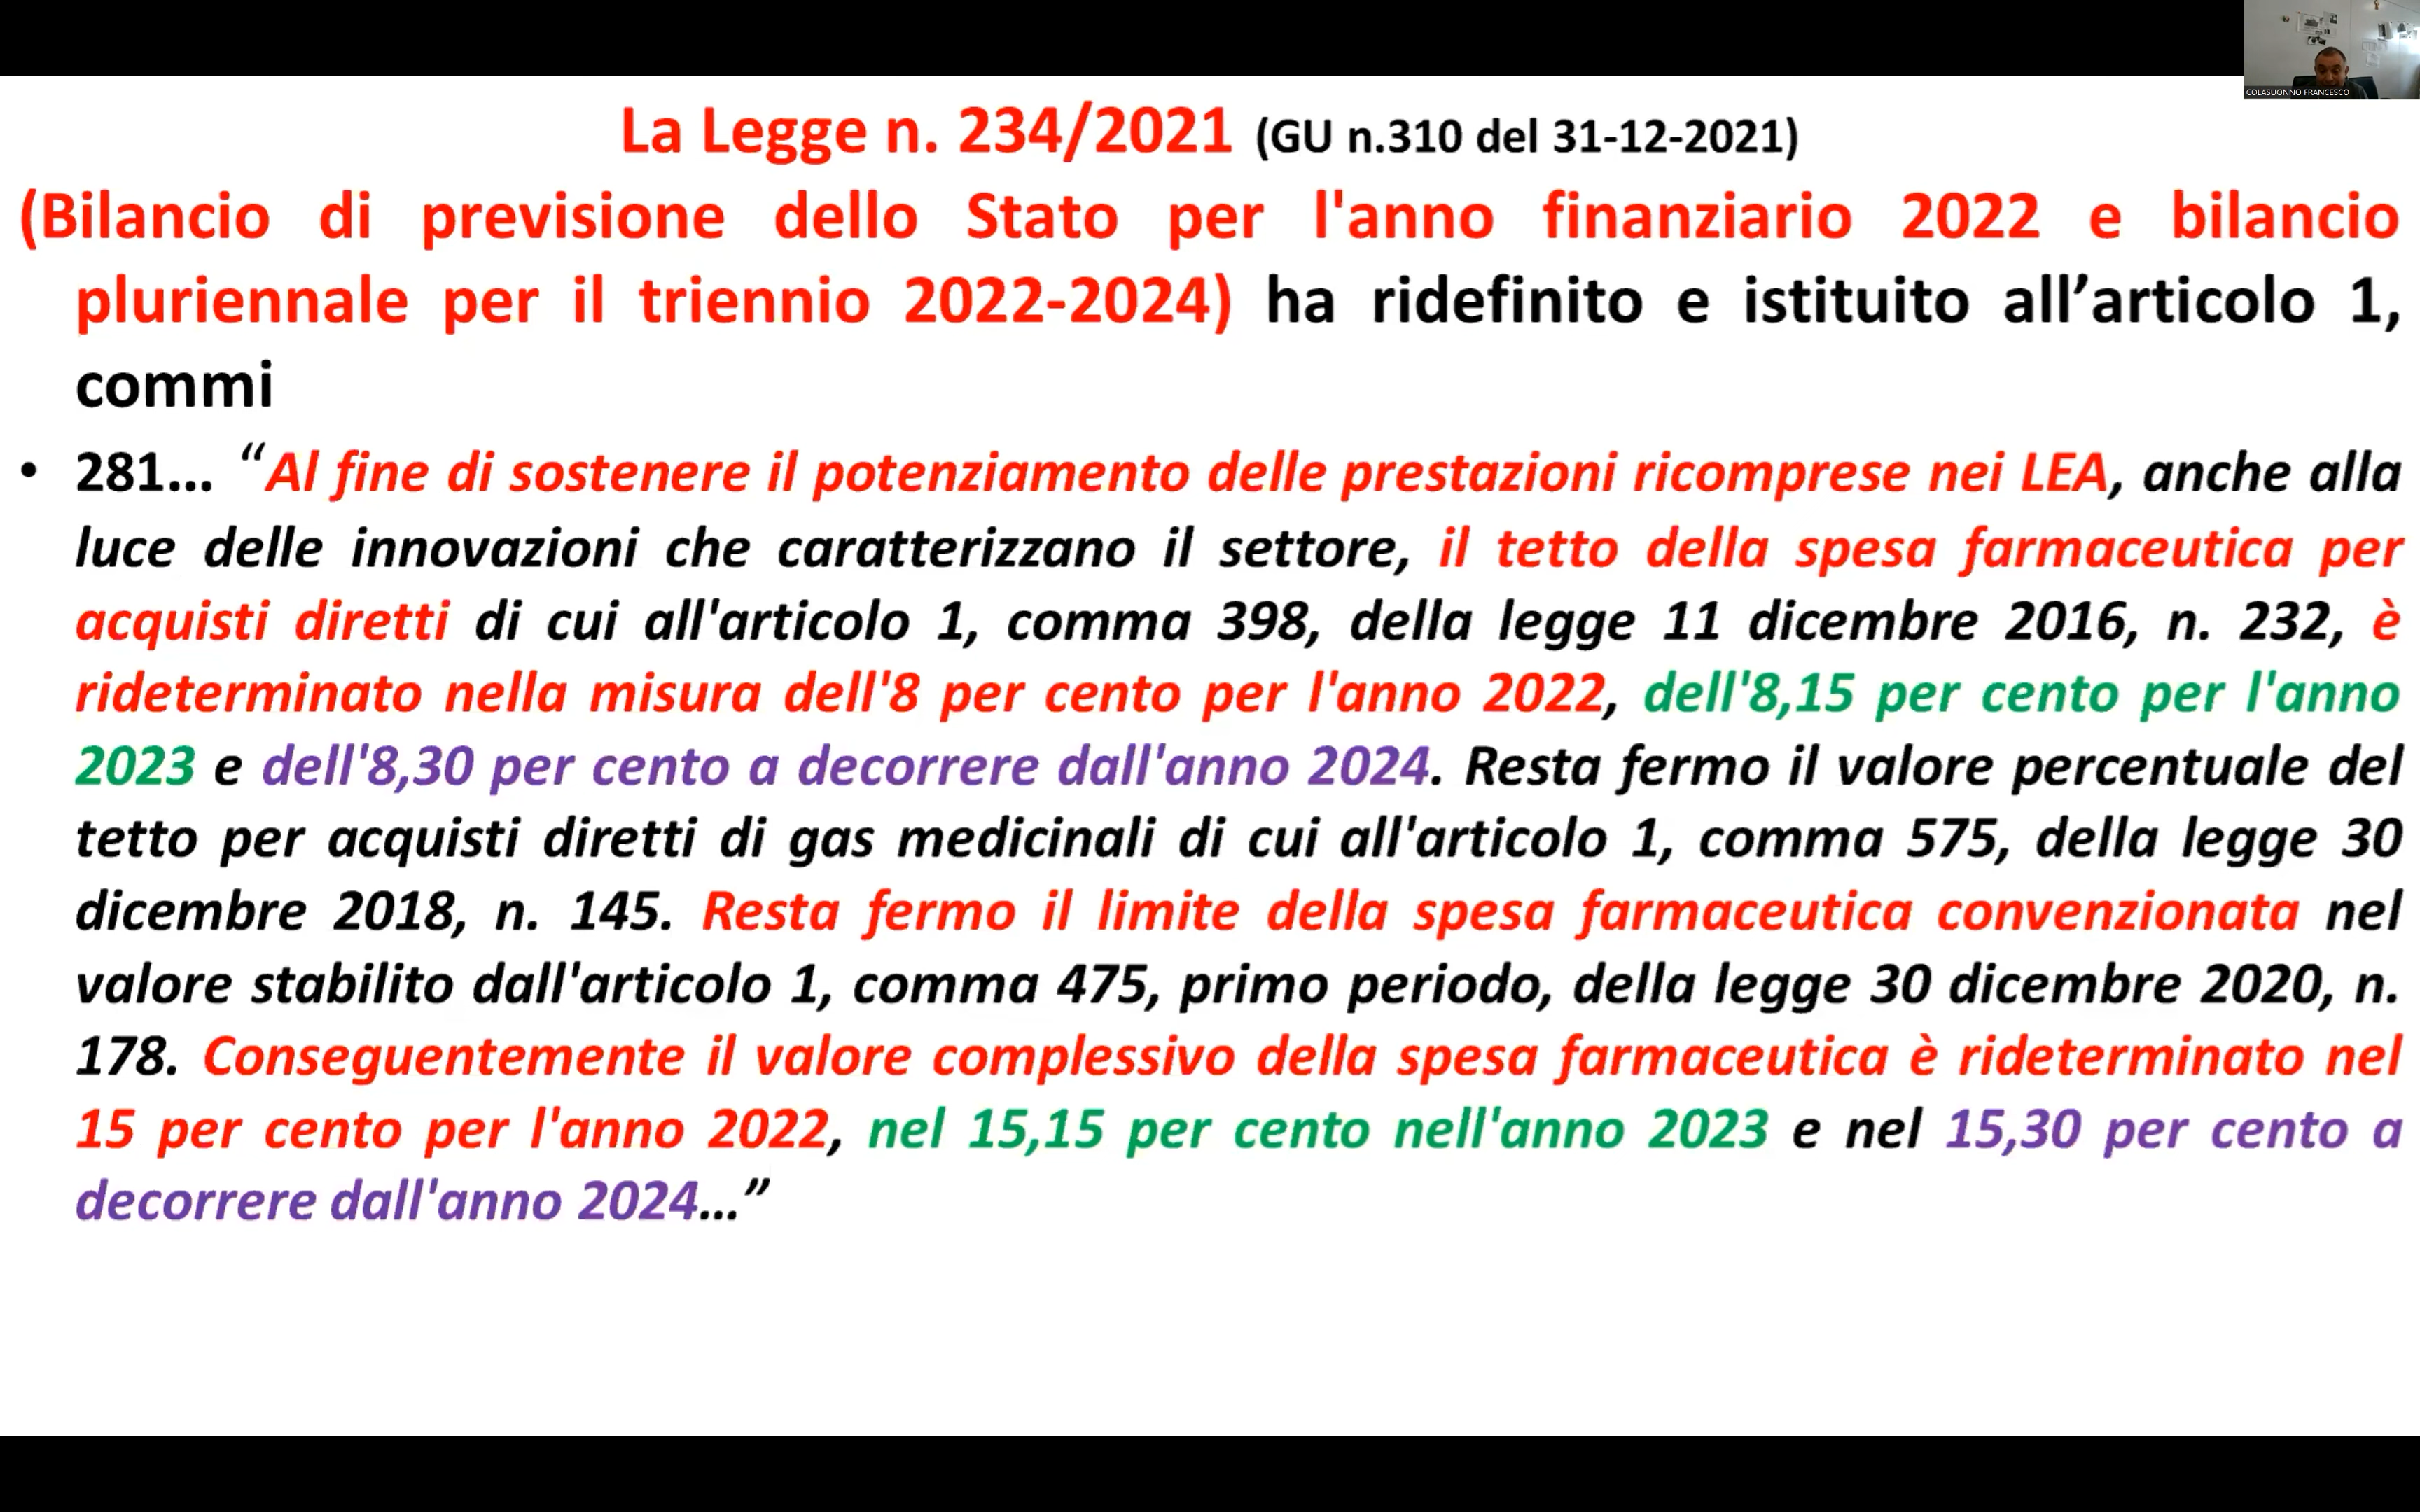 COLASUONNO FRANCESCO
La Legge n. 234/2021 (GU n.310 del 31-12-2021)
(Bilancio di previsione dello Stato per l'anno finanziario 2022 e bilancio
pluriennale per il triennio 2022-2024) ha ridefinito e istituito all’articolo 1,
commi
• 281... “Al fine di sostenere il potenziamento delle prestazioni ricomprese nei LEA, anche alla
luce delle innovazioni che caratterizzano il settore, il tetto della spesa farmaceutica per
acquisti diretti di cui all'articolo 1, comma 398, della legge 11 dicembre 2016, n. 232, è
rideterminato nella misura dell'8 per cento per l'anno 2022, dell'8,15 per cento per l'anno
2023 e dell'8,30 per cento a decorrere dall'anno 2024. Resta fermo il valore percentuale del
tetto per acquisti diretti di gas medicinali di cui all'articolo 1, comma 575, della legge 30
dicembre 2018, n. 145. Resta fermo il limite della spesa farmaceutica convenzionata nel
valore stabilito dall'articolo 1, comma 475, primo periodo, della legge 30 dicembre 2020, n.
178. Conseguentemente il valore complessivo della spesa farmaceutica è rideterminato nel
15 per cento per l'anno 2022, nel 15,15 per cento nell'anno 2023 e nel 15,30 per cento a
decorrere dall'anno 2024...”